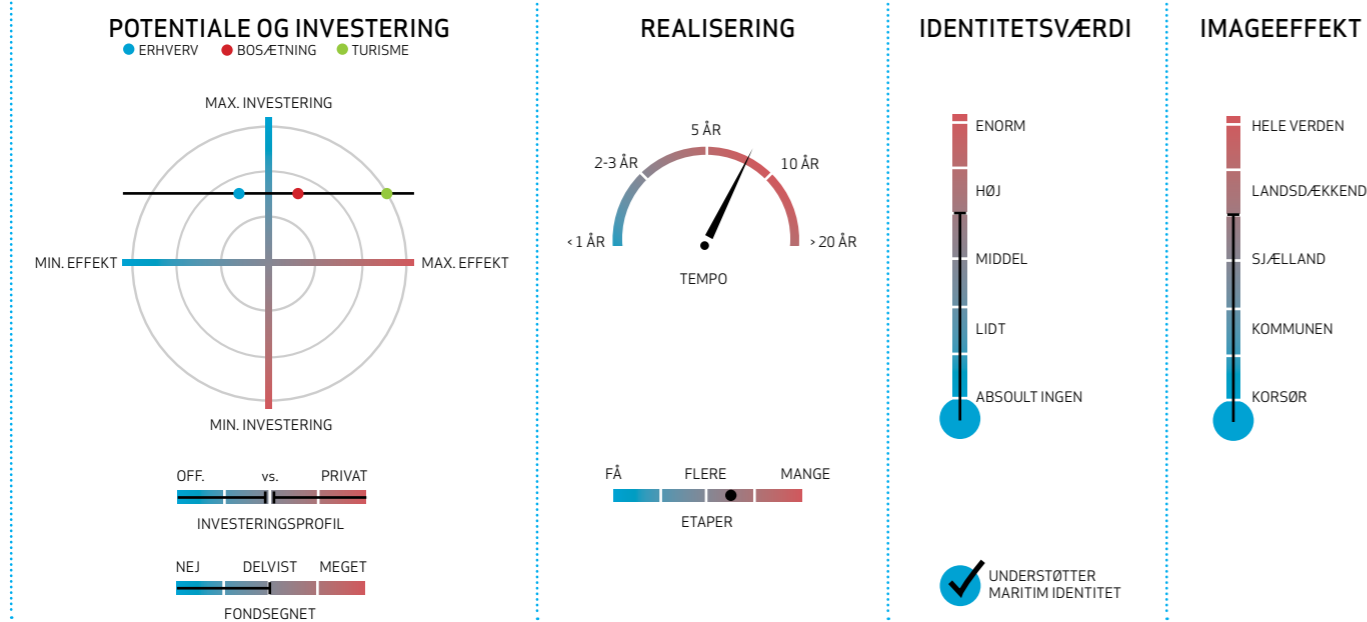 POTENTIALE OG INVESTERING
ERHVERV BOSÆTNING TURISME
MAX. INVESTERING
MIN. EFFEKT MAX. EFFEKT
MIN. INVESTERING
OFF. vs. PRIVAT
INVESTERINGSPROFIL
NEJ DELVIST MEGET
FONDSEGNET
REALISERING
5 ÅR
2-3 ÅR 10 ÅR
< 1 ÅR > 20 ÅR
TEMPO
FÅ FLERE MANGE
ETAPER
IDENTITETSVÆRDI
ENORM
HØJ
MIDDEL
LIDT
ABSOULT INGEN
UNDERSTØTTER
MARITIM IDENTITET
IMAGEEFFEKT
HELE VERDEN
LANDSDÆKKEND
SJÆLLAND
KOMMUNEN
KORSØR